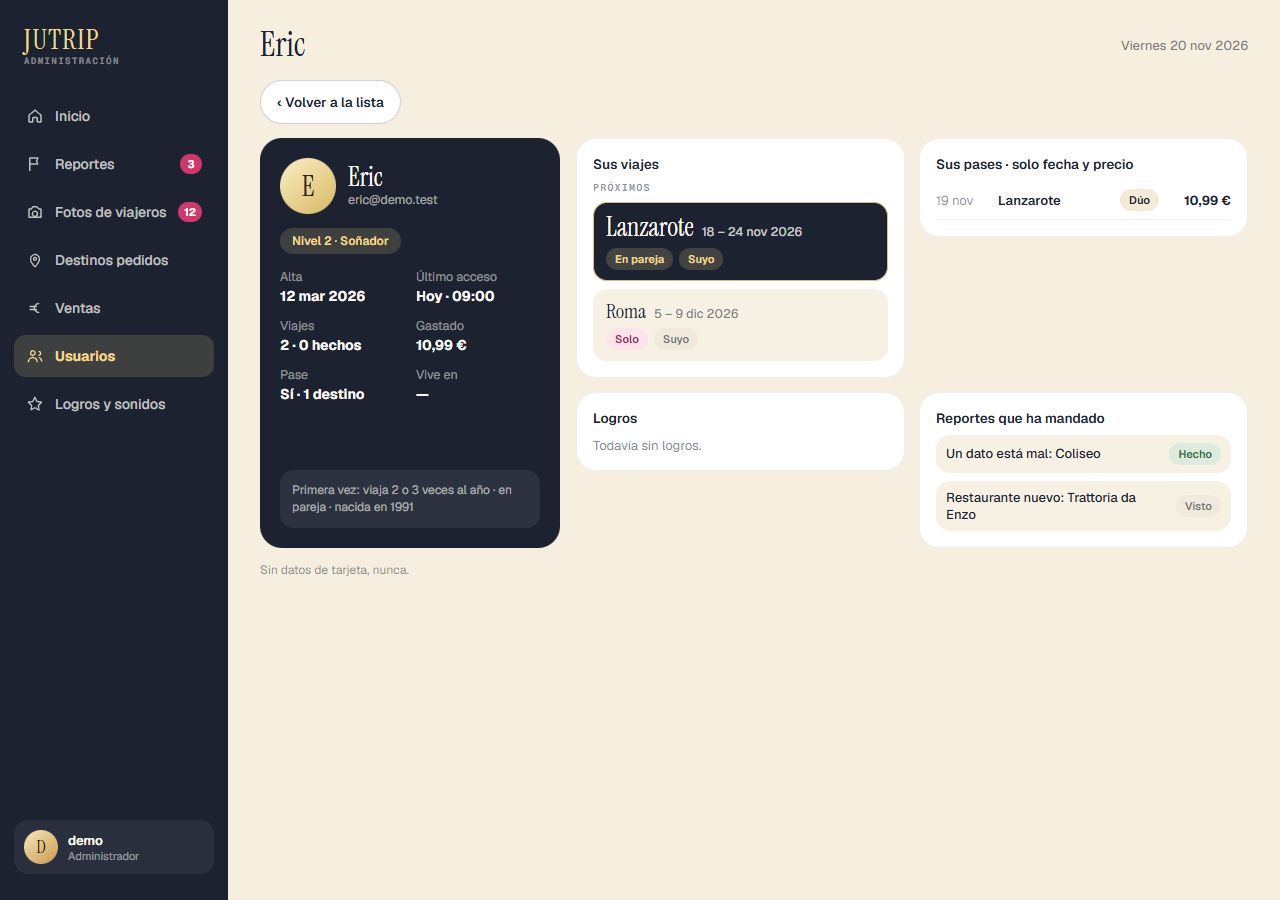 JUTRIP
ADMINISTRACIÓN
Inicio
Reportes 3
Fotos de viajeros 12
Destinos pedidos
Ventas
Usuarios
Logros y sonidos
D
demo
Administrador
Eric
Viernes 20 nov 2026
‹ Volver a la lista
E
Eric
eric@demo.test
Nivel 2 · Soñador
Alta Último acceso
12 mar 2026 Hoy · 09:00
Viajes Gastado
2 · 0 hechos 10,99 €
Pase Vive en
Sí · 1 destino —
Primera vez: viaja 2 o 3 veces al año · en
pareja · nacida en 1991
Sus viajes
PRÓXIMOS
Lanzarote 18 – 24 nov 2026
En pareja Suyo
Roma 5 – 9 dic 2026
Solo Suyo
Sus pases · solo fecha y precio
19 nov Lanzarote Dúo 10,99 €
Logros
Todavía sin logros.
Reportes que ha mandado
Un dato está mal: Coliseo Hecho
Restaurante nuevo: Trattoria da
Enzo
Visto
Sin datos de tarjeta, nunca.